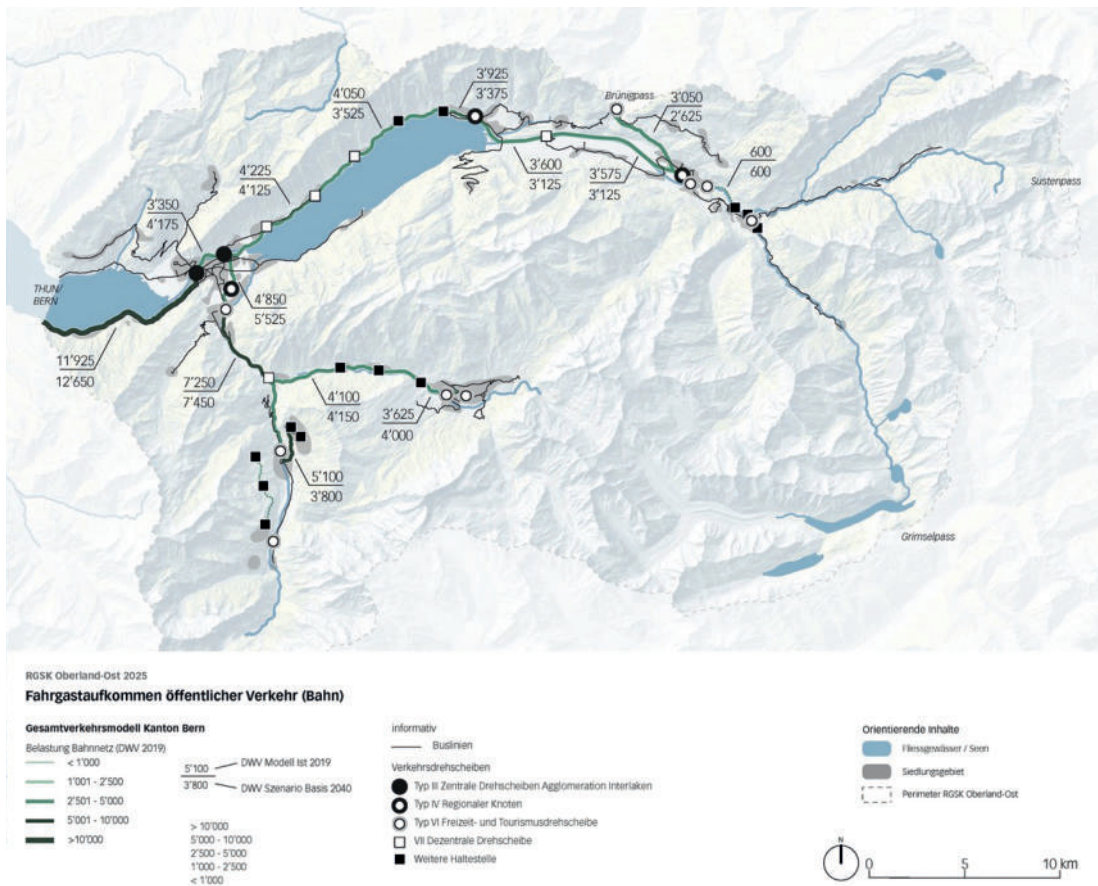 3'925
3'375
4'050
3'525
Brünigpass
3'050
2'625
4'225
4'125
3'600
3'125
3'575
3'125
600
600
Sustenpass
3'350
4'175
THUN/
BERN
4'850
5'525
11'925
12'650
7'250
7'450
4'100
4'150
3'625
4'000
5'100
3'800
Grimselpass
RGSK Oberland-Ost 2025
Fahrgastaufkommen öffentlicher Verkehr (Bahn)
Gesamtverkehrsmodell Kanton Bern
Belastung Bahnnetz (DWV 2019)
< 1'000
1'001 - 2'500
2'501 - 5'000
5'001 - 10'000
>10'000
5'100 DWV Modell Ist 2019
3'800 DWV Szenario Basis 2040
> 10'000
5'000 - 10'000
2'500 - 5'000
1'000 - 2'500
< 1'000
informativ
Buslinien
Verkehrsdrehscheiben
Typ III Zentrale Drehscheiben Agglomeration Interlaken
Typ IV Regionaler Knoten
Typ VI Freizeit- und Tourismusdrehscheibe
VII Dezentrale Drehscheibe
Weitere Haltestelle
Orientierende Inhalte
Fliessgewässer / Seen
Siedlungsgebiet
Perimeter RGSK Oberland-Ost
N
0 5 10 km